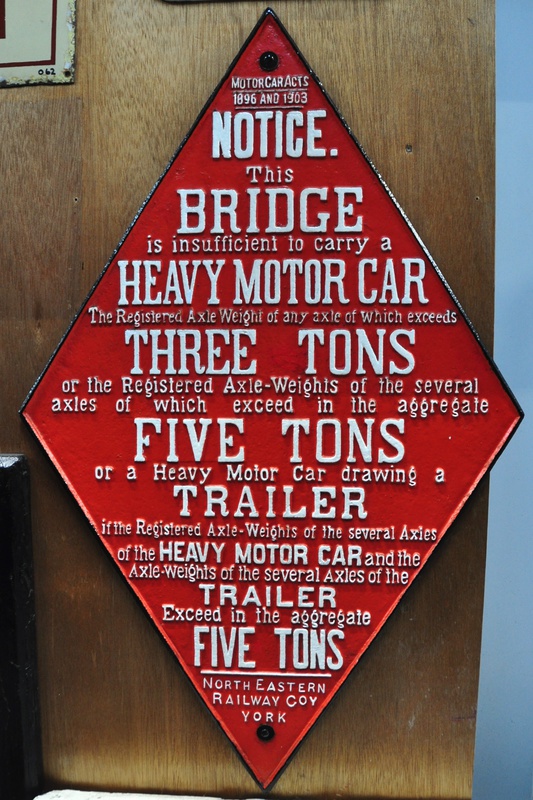 062
MOTOR CAR ACTS
1896 AND 1903
NOTICE.
This
BRIDGE
is insufficient to carry a
HEAVY MOTOR CAR
The Registered Axle Weight of any axle of which exceeds
THREE TONS
or the Registered Axle-Weights of the several
axles of which exceed in the aggregate
FIVE TONS
or a Heavy Motor Car drawing a
TRAILER
if the Registered Axle-Weights of the several Axles
of the HEAVY MOTOR CAR and the
Axle-Weights of the several Axles of the
TRAILER
Exceed in the aggregate
FIVE TONS
NORTH EASTERN
RAILWAY COY
YORK